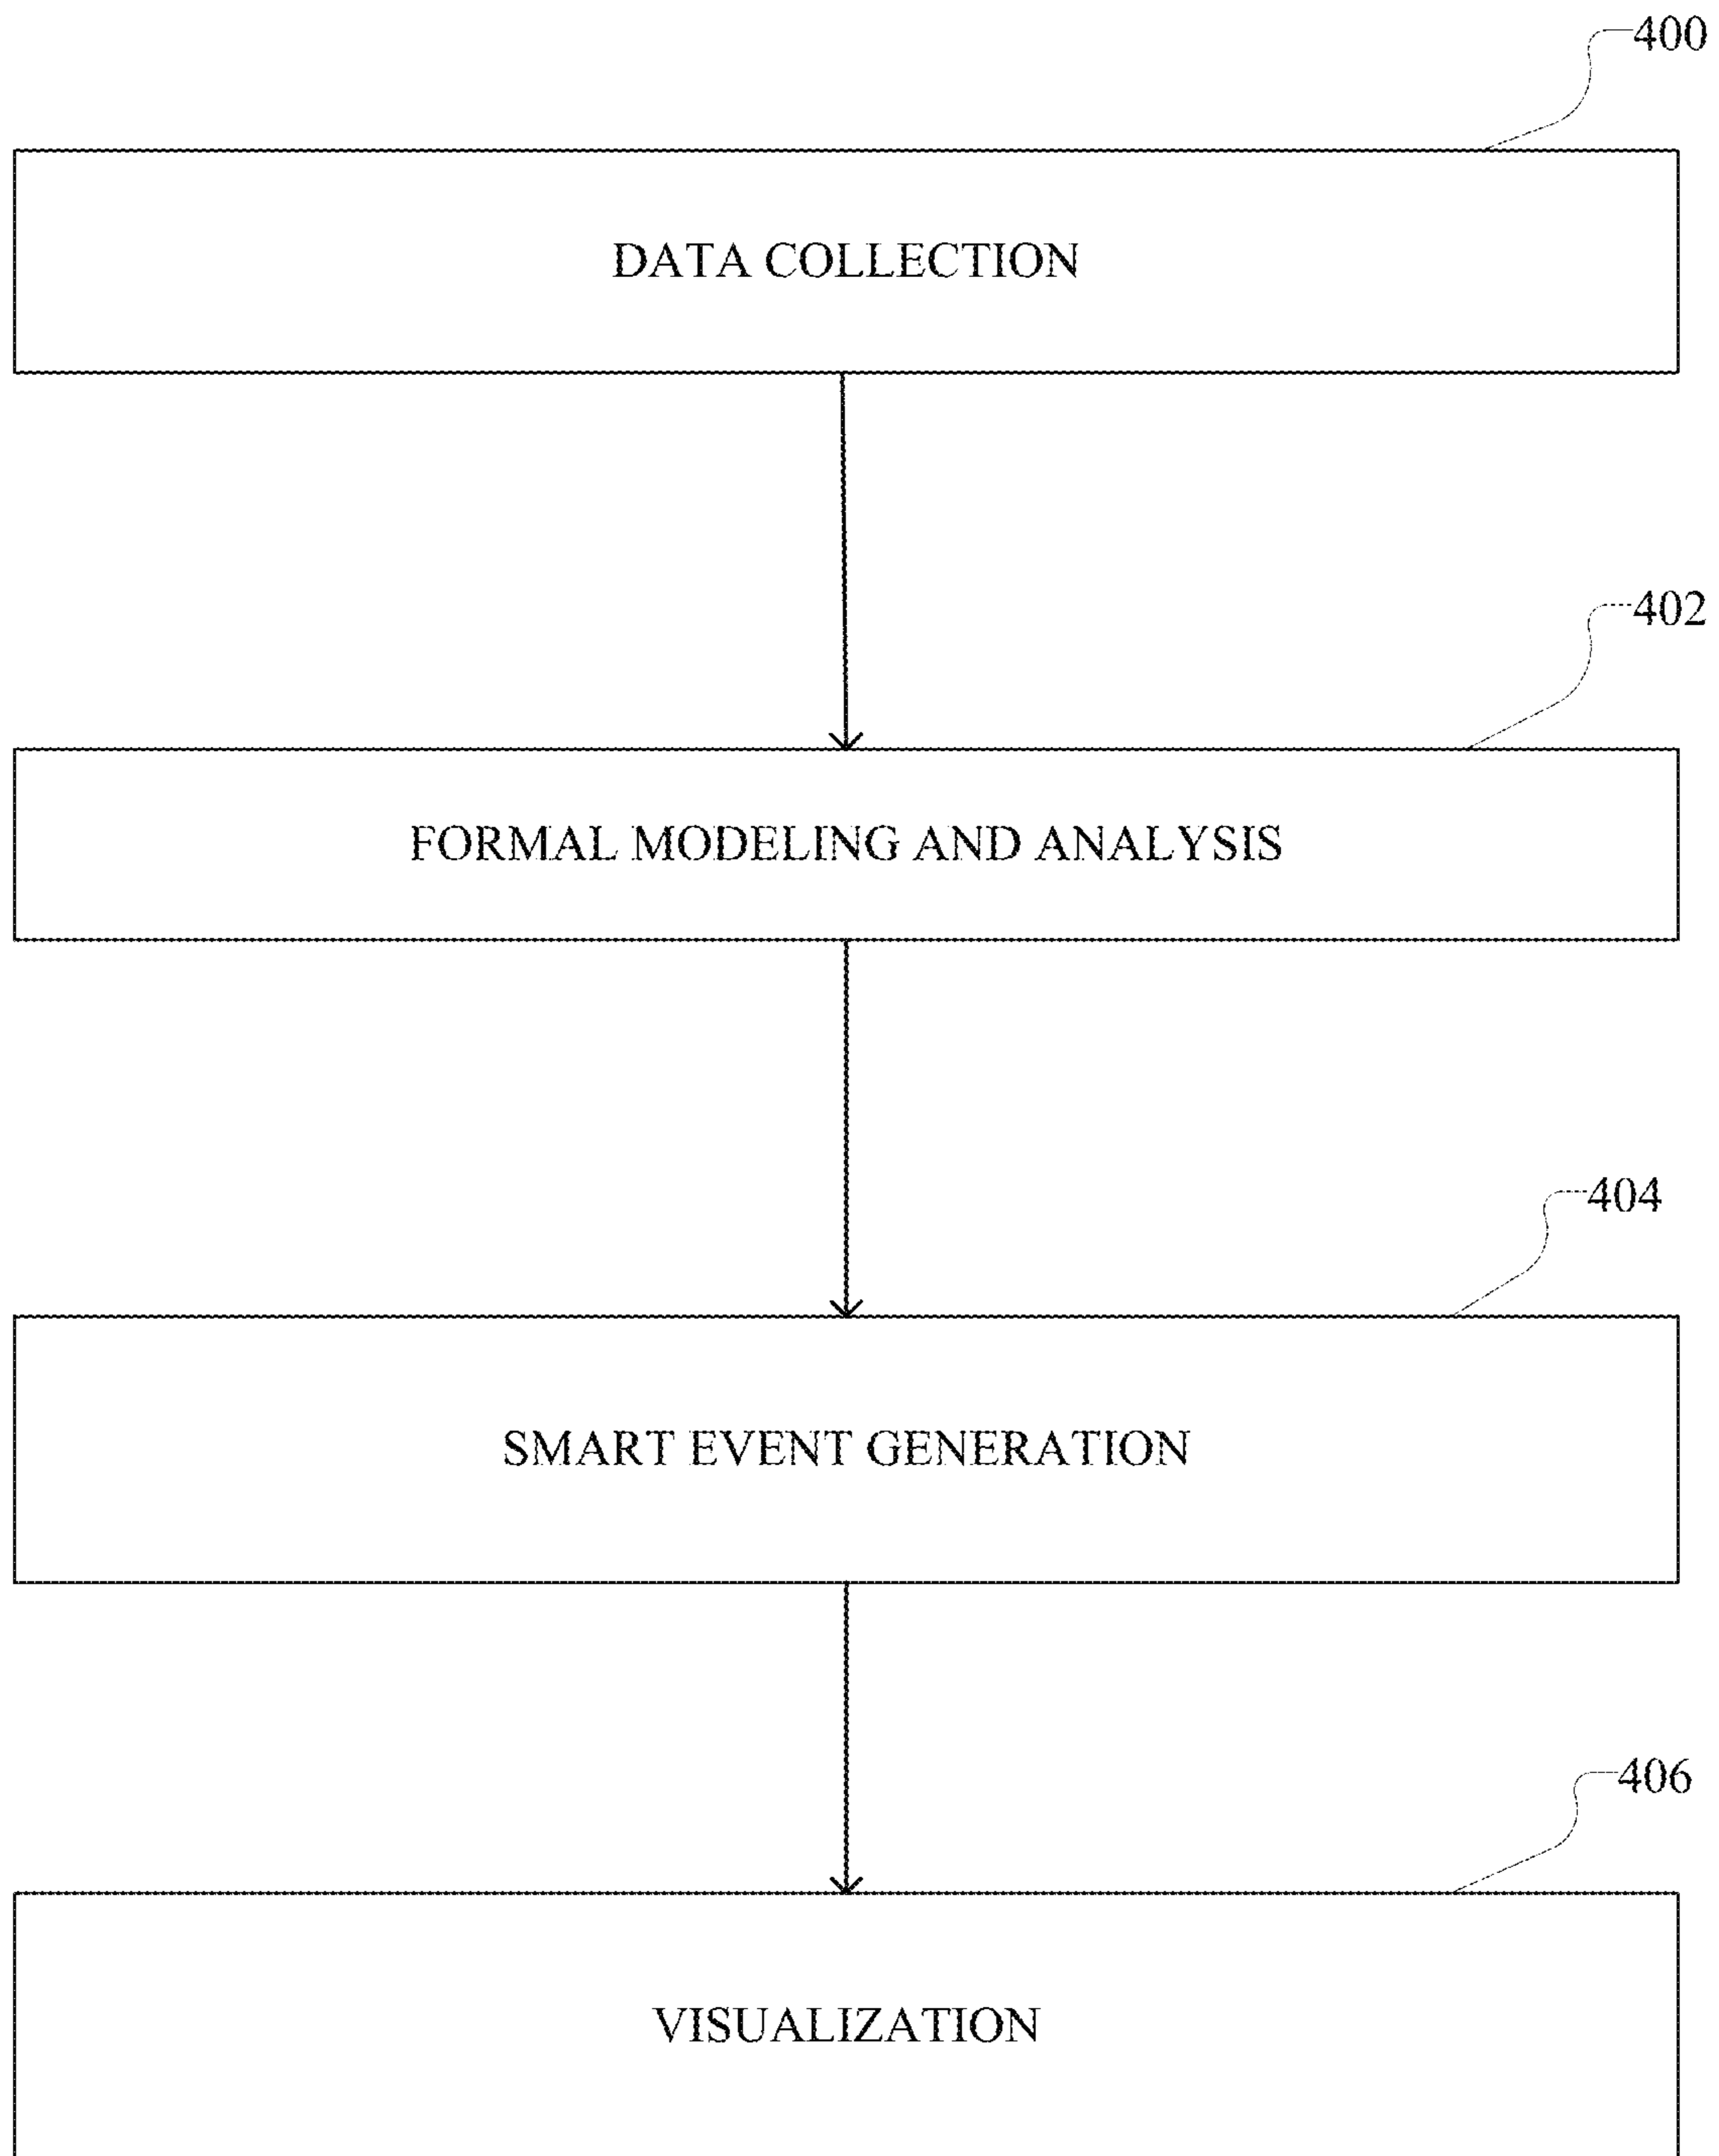 400
DATA COLLECTION
402
FORMAL MODELING AND ANALYSIS
404
SMART EVENT GENERATION
406
VISUALIZATION